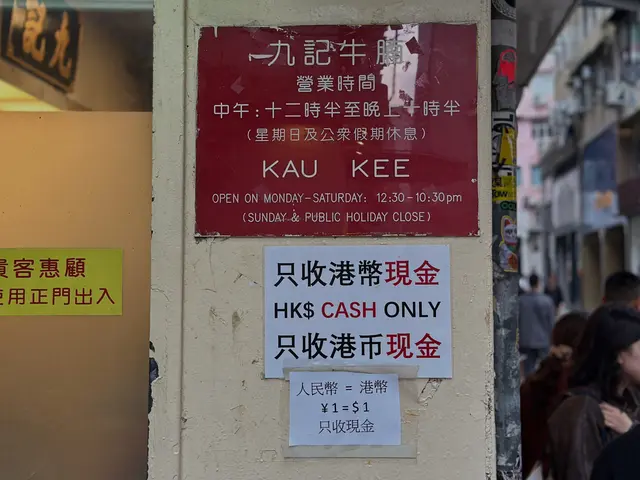 九記
九記牛腩
營業時間
中午：十二時半至晚上十時半
（星期日及公眾假期休息）
KAU KEE
OPEN ON MONDAY-SATURDAY: 12:30-10:30pm
(SUNDAY & PUBLIC HOLIDAY CLOSE)
貴客惠顧
使用正門出入
只收港幣現金
HK$ CASH ONLY
只收港币现金
人民幣 = 港幣
¥1=$1
只收現金